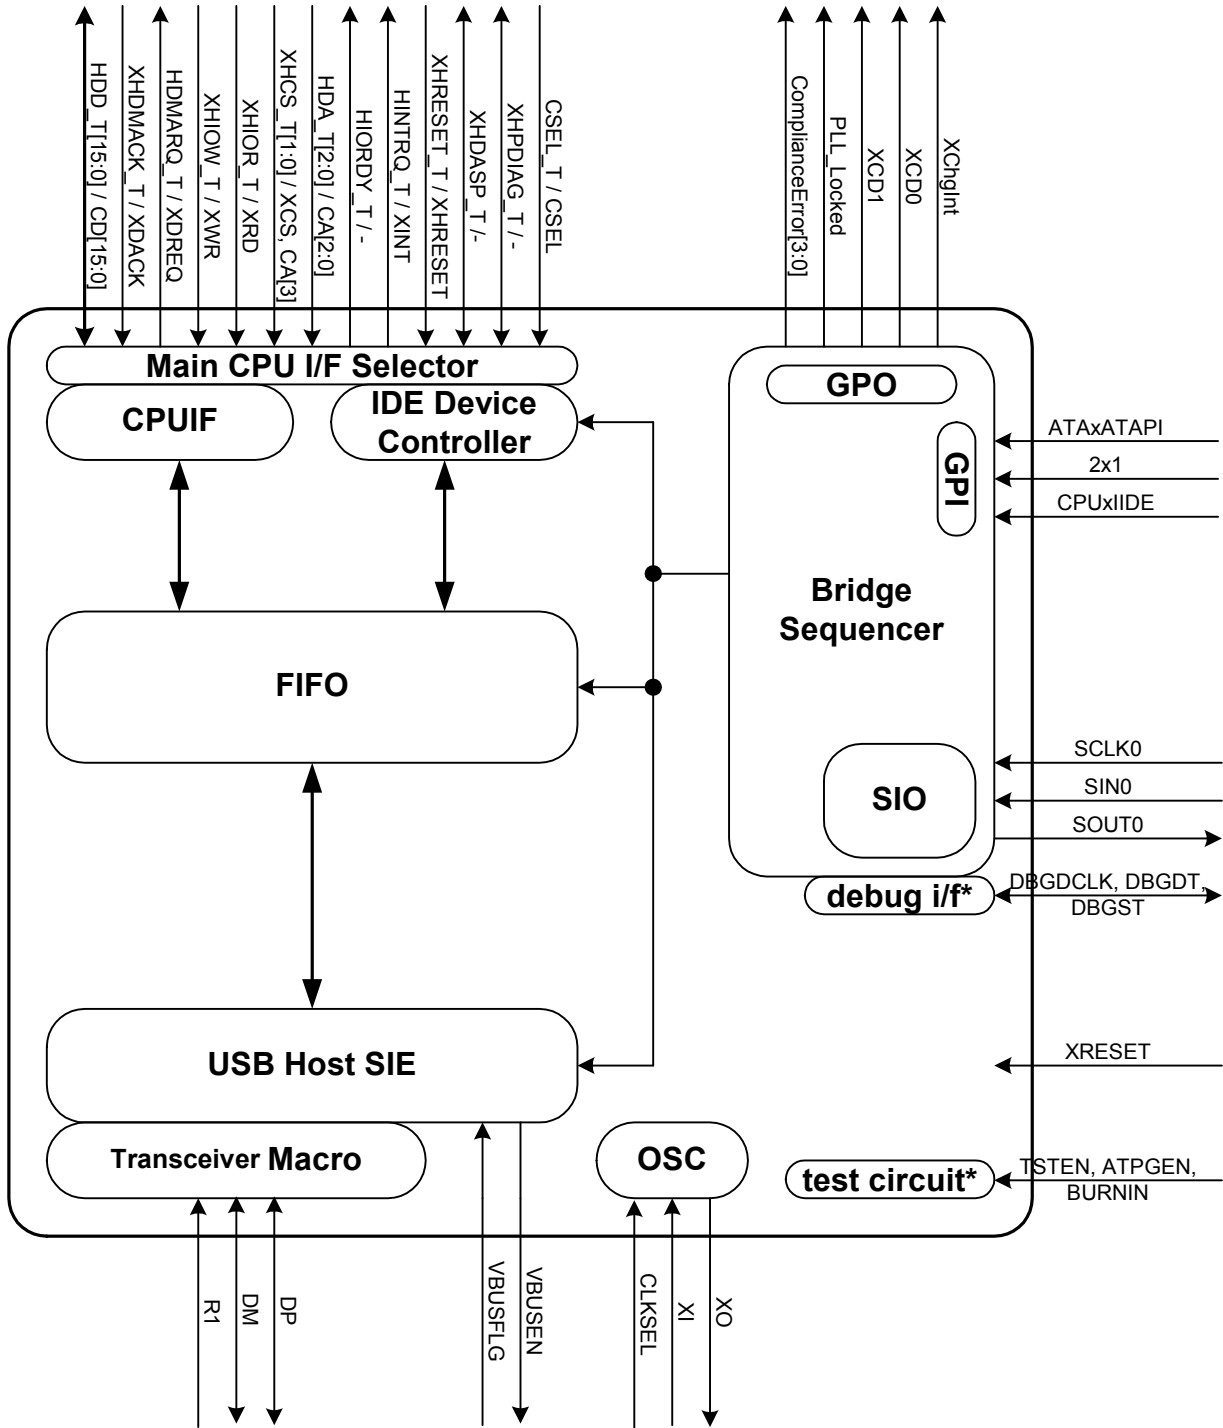 HDD_T[15:0] / CD[15:0]
XHDMACK_T / XDACK
HDMARQ_T / XDREQ
XHIOW_T / XWR
XHIOR_T / XRD
XHCS_T[1:0] / XCS, CA[3]
HDA_T[2:0] / CA[2:0]
HIORDY_T / -
HINTRQ_T / XINT
XHRESET_T / XHRESET
XHDASP_T /-
XHPDIAG_T / -
CSEL_T / CSEL
ComplianceError[3:0]
PLL_Locked
XCD1
XCD0
XChgInt
Main CPU I/F Selector
CPUIF
IDE Device
Controller
GPO
GPI
ATAxATAPI
2x1
CPUxIIDE
Bridge
Sequencer
FIFO
SIO
SCLK0
SIN0
SOUT0
debug i/f*
DBGDCLK, DBGDT,
DBGST
USB Host SIE
XRESET
Transceiver Macro
OSC
test circuit*
TSTEN, ATPGEN,
BURNIN
R1
DM
DP
VBUSFLG
VBUSEN
CLKSEL
XI
XO